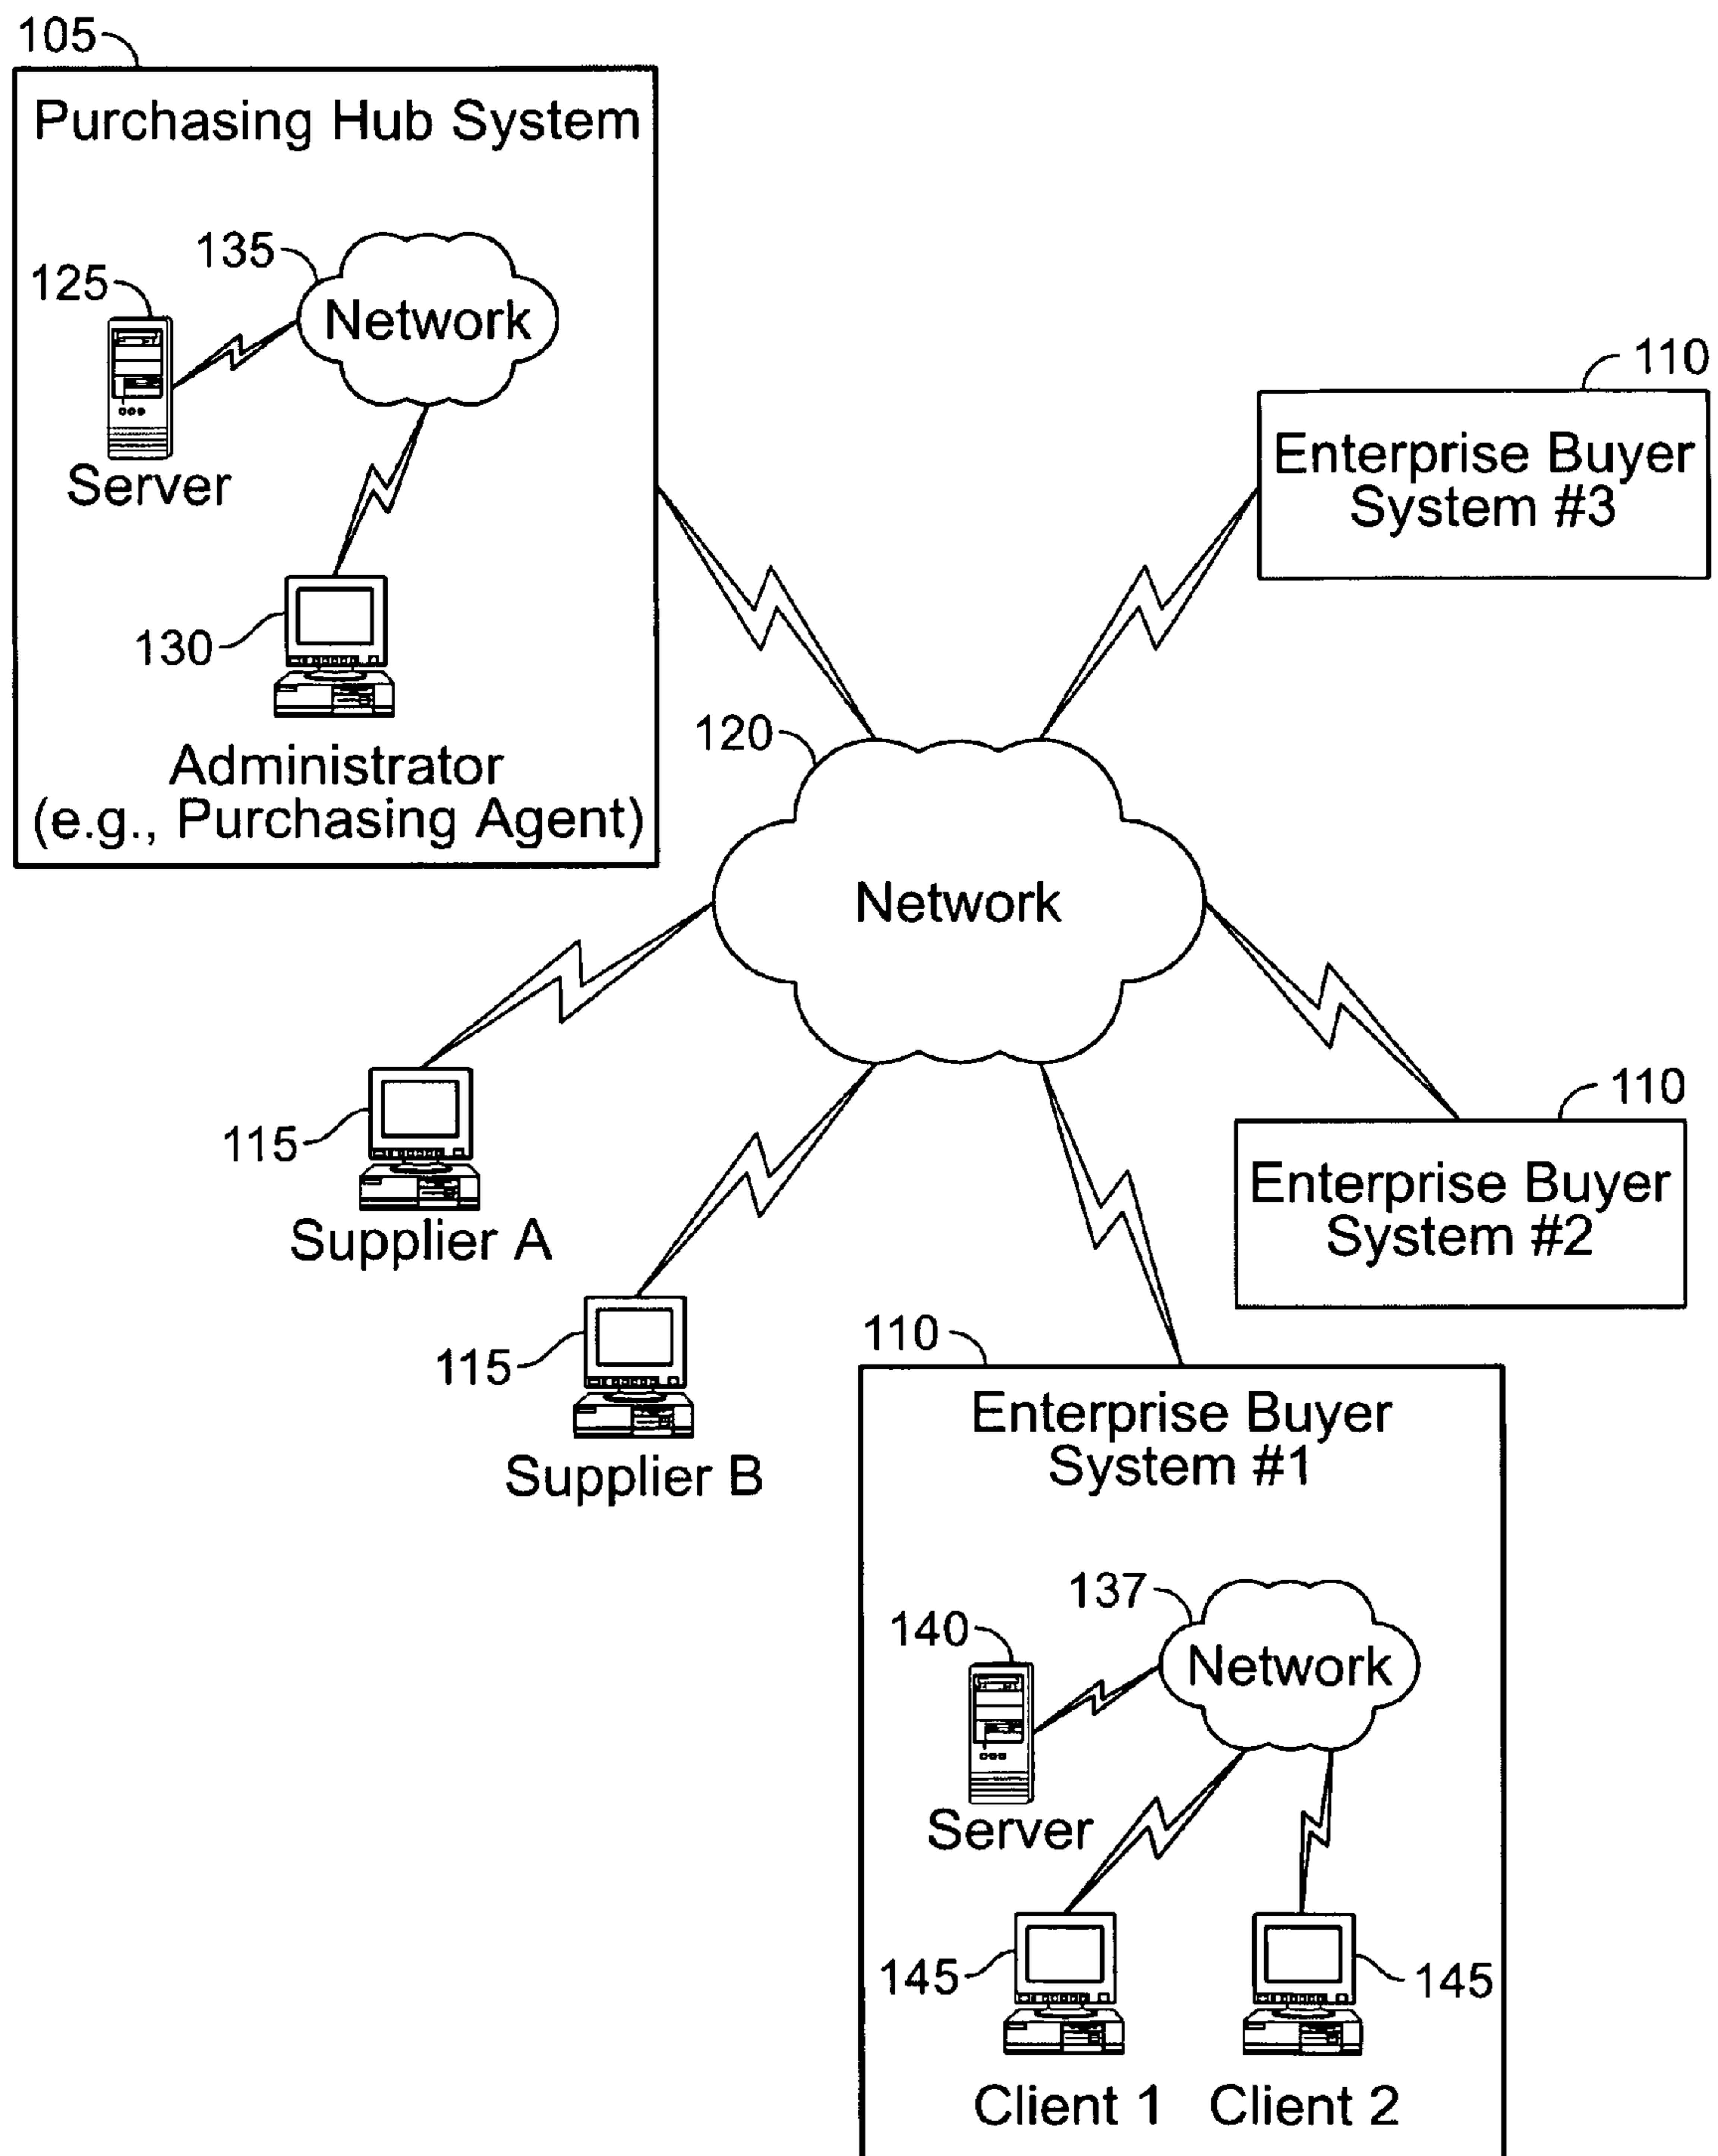 105
Purchasing Hub System
135
125
Network
Server
130
Administrator
(e.g., Purchasing Agent)
110
Enterprise Buyer
System #3
120
Network
115
Supplier A
110
Enterprise Buyer
System #2
115
Supplier B
110
Enterprise Buyer
System #1
137
140
Network
Server
145
145
Client 1
Client 2